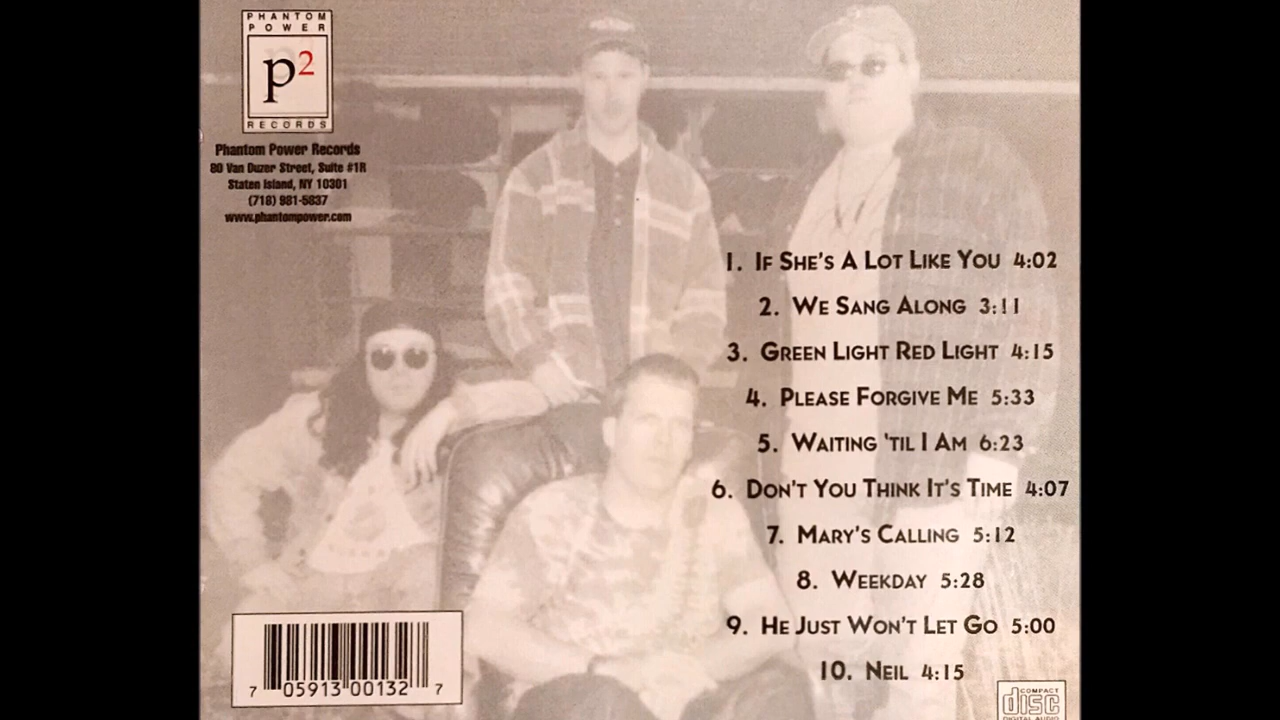 PHANTOM
POWER
p2
RECORDS
Phantom Power Records
80 Van Duzer Street, Suite #1R
Staten Island, NY 10301
(718) 981-5837
www.phantompower.com
1. IF SHE'S A LOT LIKE YOU 4:02
2. WE SANG ALONG 3:11
3. GREEN LIGHT RED LIGHT 4:15
4. PLEASE FORGIVE ME 5:33
5. WAITING 'TIL I AM 6:23
6. DON'T YOU THINK IT'S TIME 4:07
7. MARY'S CALLING 5:12
8. WEEKDAY 5:28
9. HE JUST WON'T LET GO 5:00
10. NEIL 4:15
7 05913 00132 7
COMPACT
disc
DIGITAL AUDIO